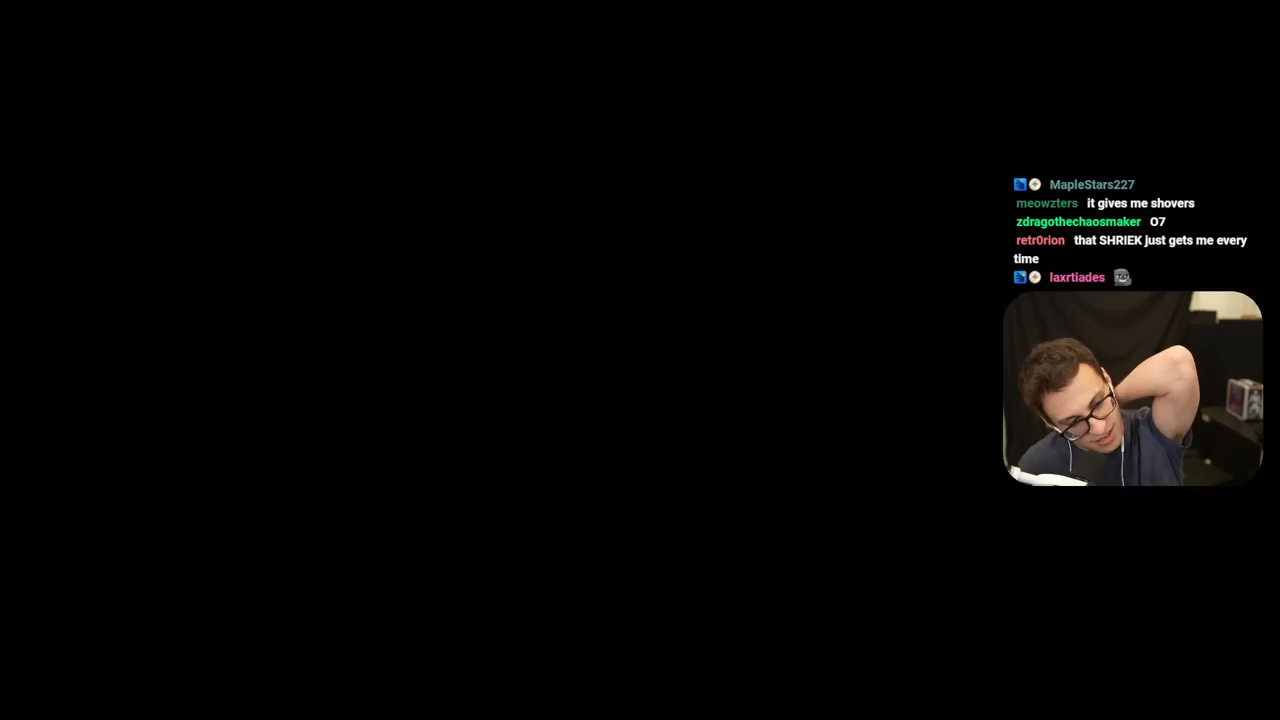 MapleStars227
meowzters it gives me shovers
zdragothechaosmaker O7
retr0rion that SHRIEK just gets me every
time
laxrtiades